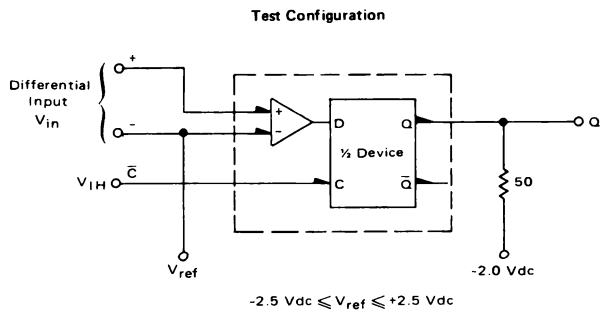 Test Configuration
+
Differential
Input
V_in
-
+
-
D
Q
½ Device
C
Q̅
V_IH
C̅
Q
50
V_ref
-2.0 Vdc
-2.5 Vdc ⩽ V_ref ⩽ +2.5 Vdc